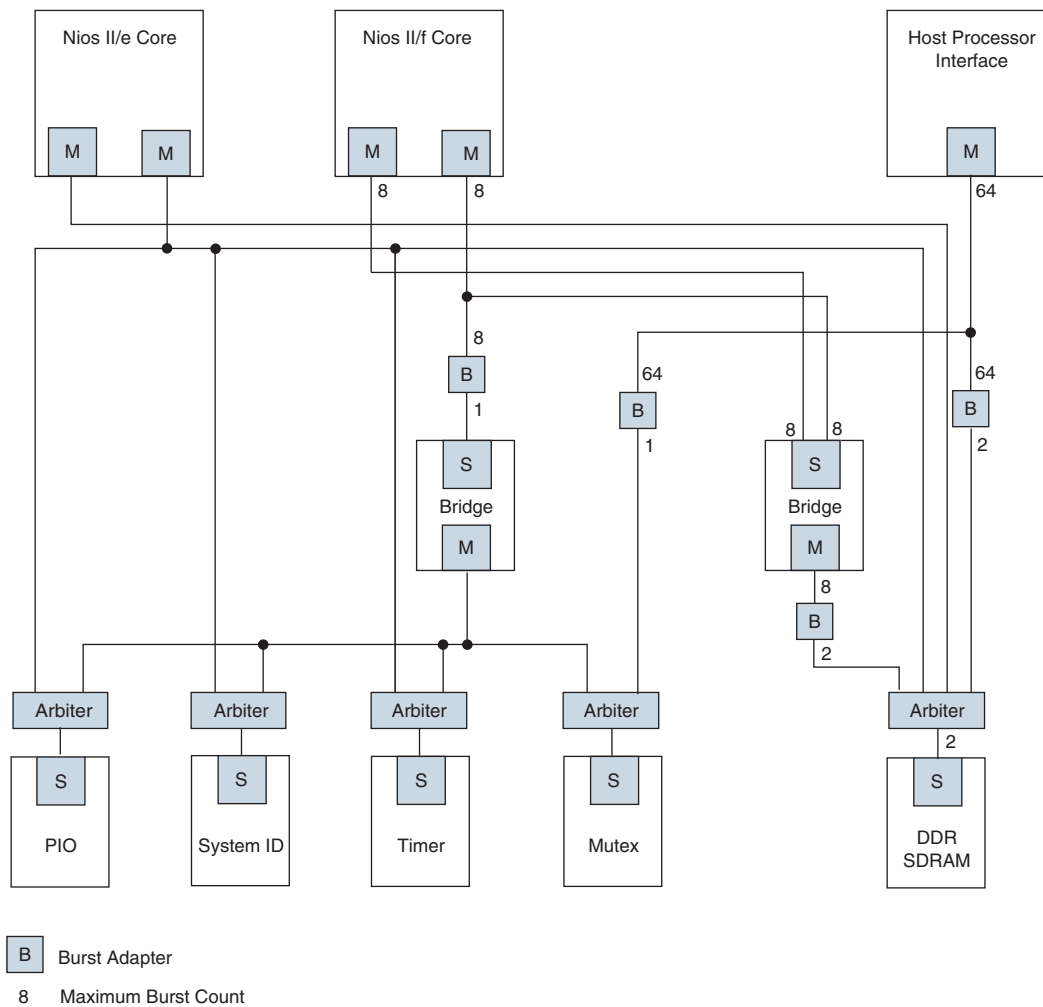 Nios II/e Core
Nios II/f Core
Host Processor
Interface
M
M
M
M
M
8
8
64
8
64
64
B
B
B
1
1
2
8
8
S
S
Bridge
Bridge
M
M
8
B
2
Arbiter
Arbiter
Arbiter
Arbiter
Arbiter
2
S
S
S
S
S
PIO
System ID
Timer
Mutex
DDR
SDRAM
B
Burst Adapter
8
Maximum Burst Count